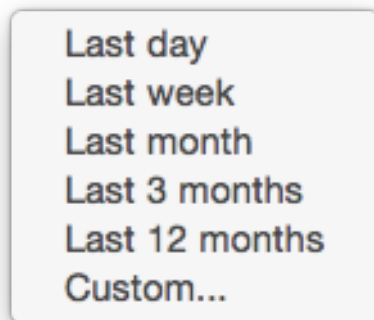 Last day
Last week
Last month
Last 3 months
Last 12 months
Custom...